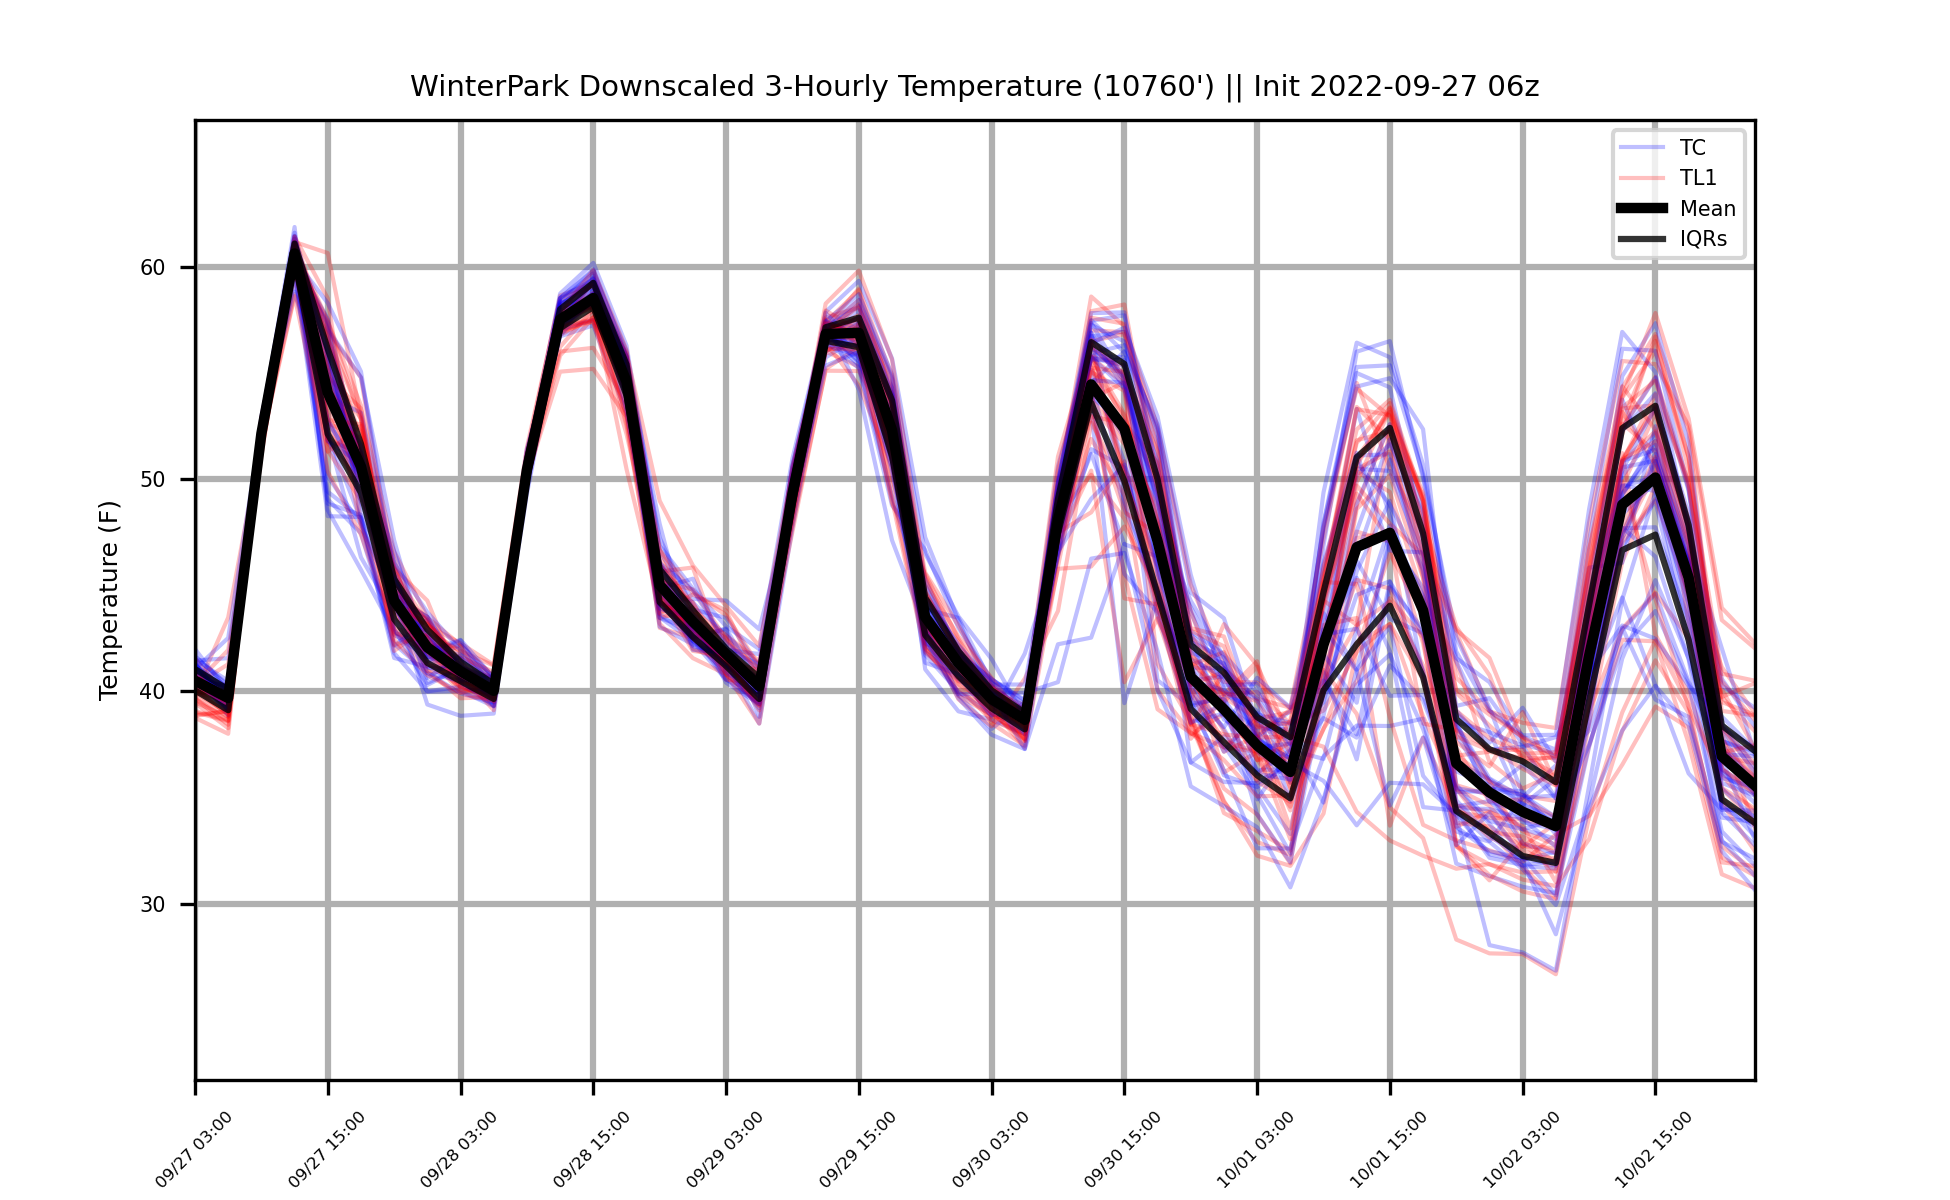 WinterPark Downscaled 3-Hourly Temperature (10760') || Init 2022-09-27 06z
TC
TL1
Mean
IQRs
Temperature (F)
60
50
40
30
09/27 03:00
09/27 15:00
09/28 03:00
09/28 15:00
09/29 03:00
09/29 15:00
09/30 03:00
09/30 15:00
10/01 03:00
10/01 15:00
10/02 03:00
10/02 15:00